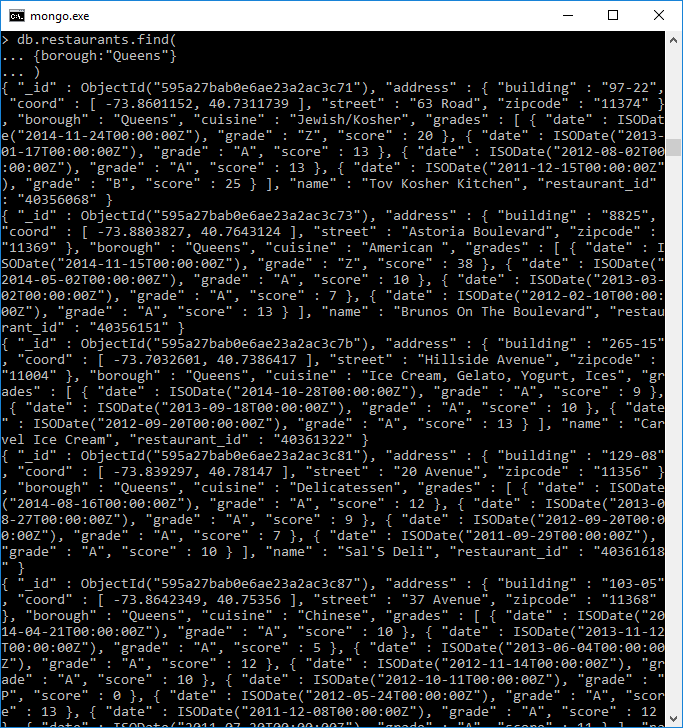 mongo.exe
> db.restaurants.find(
... {borough:"Queens"}
... )
{ "_id" : ObjectId("595a27bab0e6ae23a2ac3c71"), "address" : { "building" : "97-22",
 "coord" : [ -73.8601152, 40.7311739 ], "street" : "63 Road", "zipcode" : "11374" }
, "borough" : "Queens", "cuisine" : "Jewish/Kosher", "grades" : [ { "date" : ISODat
e("2014-11-24T00:00:00Z"), "grade" : "Z", "score" : 20 }, { "date" : ISODate("2013-
01-17T00:00:00Z"), "grade" : "A", "score" : 13 }, { "date" : ISODate("2012-08-02T00
:00:00Z"), "grade" : "A", "score" : 13 }, { "date" : ISODate("2011-12-15T00:00:00Z"
), "grade" : "B", "score" : 25 } ], "name" : "Tov Kosher Kitchen", "restaurant_id"
: "40356068" }
{ "_id" : ObjectId("595a27bab0e6ae23a2ac3c73"), "address" : { "building" : "8825",
"coord" : [ -73.8803827, 40.7643124 ], "street" : "Astoria Boulevard", "zipcode" :
"11369" }, "borough" : "Queens", "cuisine" : "American ", "grades" : [ { "date" : I
SODate("2014-11-15T00:00:00Z"), "grade" : "Z", "score" : 38 }, { "date" : ISODate("
2014-05-02T00:00:00Z"), "grade" : "A", "score" : 10 }, { "date" : ISODate("2013-03-
02T00:00:00Z"), "grade" : "A", "score" : 7 }, { "date" : ISODate("2012-02-10T00:00:
00Z"), "grade" : "A", "score" : 13 } ], "name" : "Brunos On The Boulevard", "restau
rant_id" : "40356151" }
{ "_id" : ObjectId("595a27bab0e6ae23a2ac3c7b"), "address" : { "building" : "265-15"
, "coord" : [ -73.7032601, 40.7386417 ], "street" : "Hillside Avenue", "zipcode" :
"11004" }, "borough" : "Queens", "cuisine" : "Ice Cream, Gelato, Yogurt, Ices", "gr
ades" : [ { "date" : ISODate("2014-10-28T00:00:00Z"), "grade" : "A", "score" : 9 },
 { "date" : ISODate("2013-09-18T00:00:00Z"), "grade" : "A", "score" : 10 }, { "date
" : ISODate("2012-09-20T00:00:00Z"), "grade" : "A", "score" : 13 } ], "name" : "Car
vel Ice Cream", "restaurant_id" : "40361322" }
{ "_id" : ObjectId("595a27bab0e6ae23a2ac3c81"), "address" : { "building" : "129-08"
, "coord" : [ -73.839297, 40.78147 ], "street" : "20 Avenue", "zipcode" : "11356" }
, "borough" : "Queens", "cuisine" : "Delicatessen", "grades" : [ { "date" : ISODate
("2014-08-16T00:00:00Z"), "grade" : "A", "score" : 12 }, { "date" : ISODate("2013-0
8-27T00:00:00Z"), "grade" : "A", "score" : 9 }, { "date" : ISODate("2012-09-20T00:0
0:00Z"), "grade" : "A", "score" : 7 }, { "date" : ISODate("2011-09-29T00:00:00Z"),
"grade" : "A", "score" : 10 } ], "name" : "Sal'S Deli", "restaurant_id" : "40361618
" }
{ "_id" : ObjectId("595a27bab0e6ae23a2ac3c87"), "address" : { "building" : "103-05"
, "coord" : [ -73.8642349, 40.75356 ], "street" : "37 Avenue", "zipcode" : "11368"
}, "borough" : "Queens", "cuisine" : "Chinese", "grades" : [ { "date" : ISODate("20
14-04-21T00:00:00Z"), "grade" : "A", "score" : 10 }, { "date" : ISODate("2013-11-12
T00:00:00Z"), "grade" : "A", "score" : 5 }, { "date" : ISODate("2013-06-04T00:00:00
Z"), "grade" : "A", "score" : 12 }, { "date" : ISODate("2012-11-14T00:00:00Z"), "gr
ade" : "A", "score" : 10 }, { "date" : ISODate("2012-10-11T00:00:00Z"), "grade" : "
P", "score" : 0 }, { "date" : ISODate("2012-05-24T00:00:00Z"), "grade" : "A", "scor
e" : 13 }, { "date" : ISODate("2011-12-08T00:00:00Z"), "grade" : "A", "score" : 12